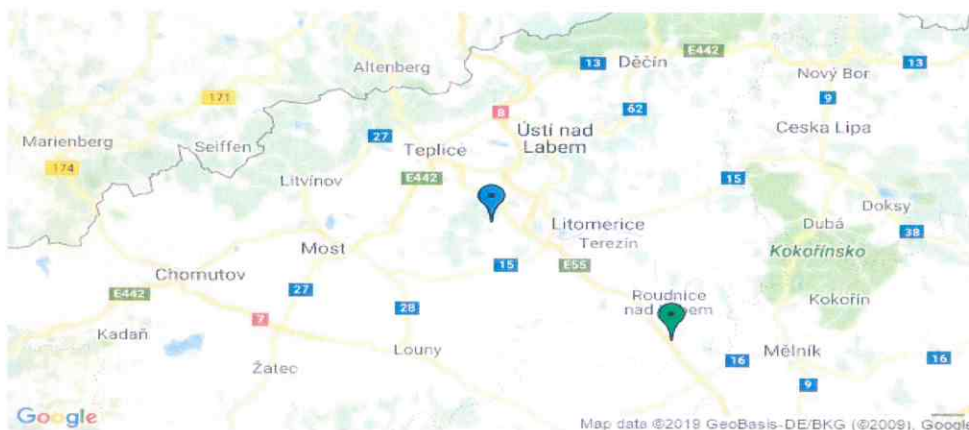 E442
13
Děčín
13
Altenberg
Nový Bor
171
8
62
9
Ústí nad
Labem
Ceska Lipa
Marienberg
Seiffen
27
Teplice
174
Litvínov
E442
15
Doksy
Litomerice
Dubá
38
Terezín
Most
Kokořínsko
Chomutov
15
E55
E442
27
Roudnice
nad Labem
Kokořín
28
Kadaň
7
Louny
Mělník
16
16
Žatec
9
Google
Map data ©2019 GeoBasis-DE/BKG (©2009), Google